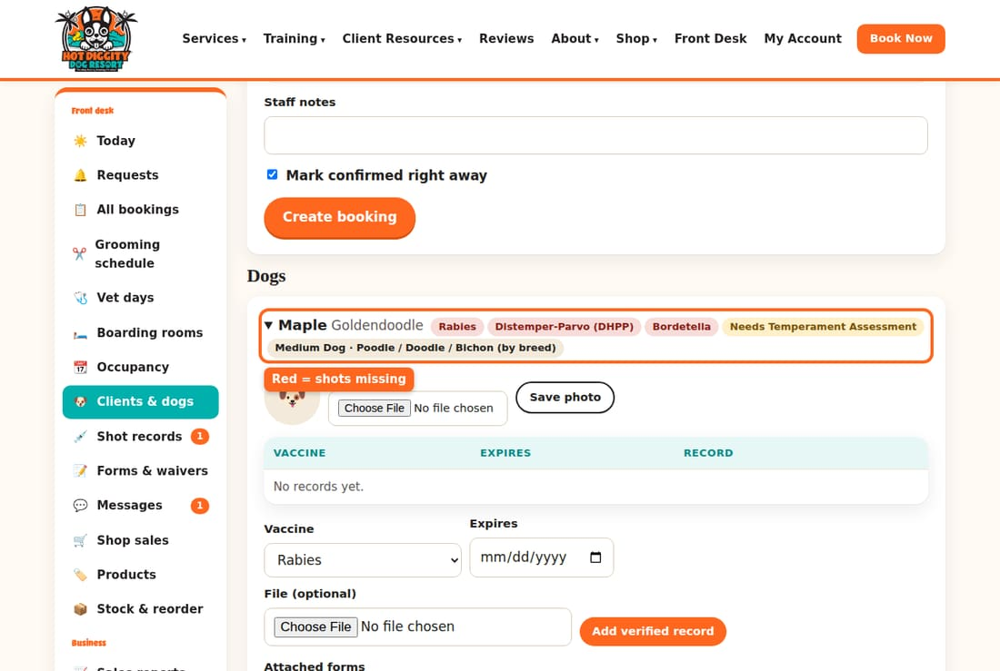 HOT DIGGITY
DOG RESORT
Services ▾
Training ▾
Client Resources ▾
Reviews
About ▾
Shop ▾
Front Desk
My Account
Book Now
Front desk
Today
Requests
All bookings
Grooming
schedule
Vet days
Boarding rooms
Occupancy
Clients & dogs
Shot records 1
Forms & waivers
Messages 1
Shop sales
Products
Stock & reorder
Business
Staff notes
Mark confirmed right away
Create booking
Dogs
▼ Maple Goldendoodle Rabies Distemper-Parvo (DHPP) Bordetella Needs Temperament Assessment
Medium Dog · Poodle / Doodle / Bichon (by breed)
Red = shots missing
Choose File No file chosen
Save photo
VACCINE EXPIRES RECORD
No records yet.
Vaccine
Expires
Rabies
mm/dd/yyyy
File (optional)
Choose File No file chosen
Add verified record
Attached forms